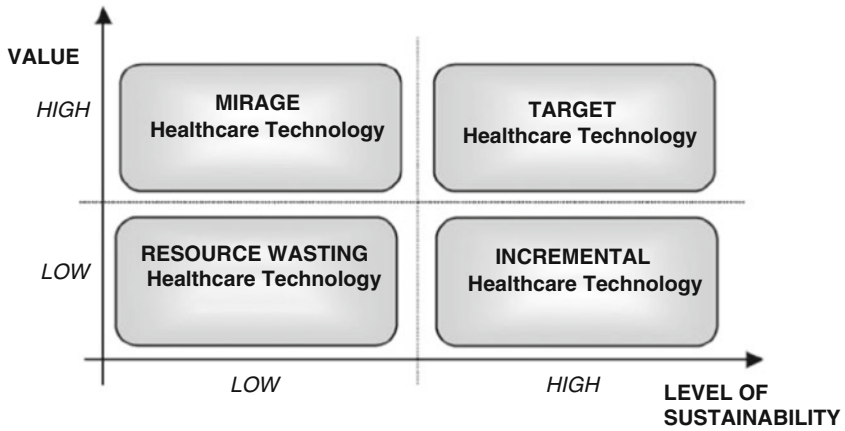 VALUE
HIGH
MIRAGE
Healthcare Technology
TARGET
Healthcare Technology
LOW
RESOURCE WASTING
Healthcare Technology
INCREMENTAL
Healthcare Technology
LOW
HIGH
LEVEL OF
SUSTAINABILITY